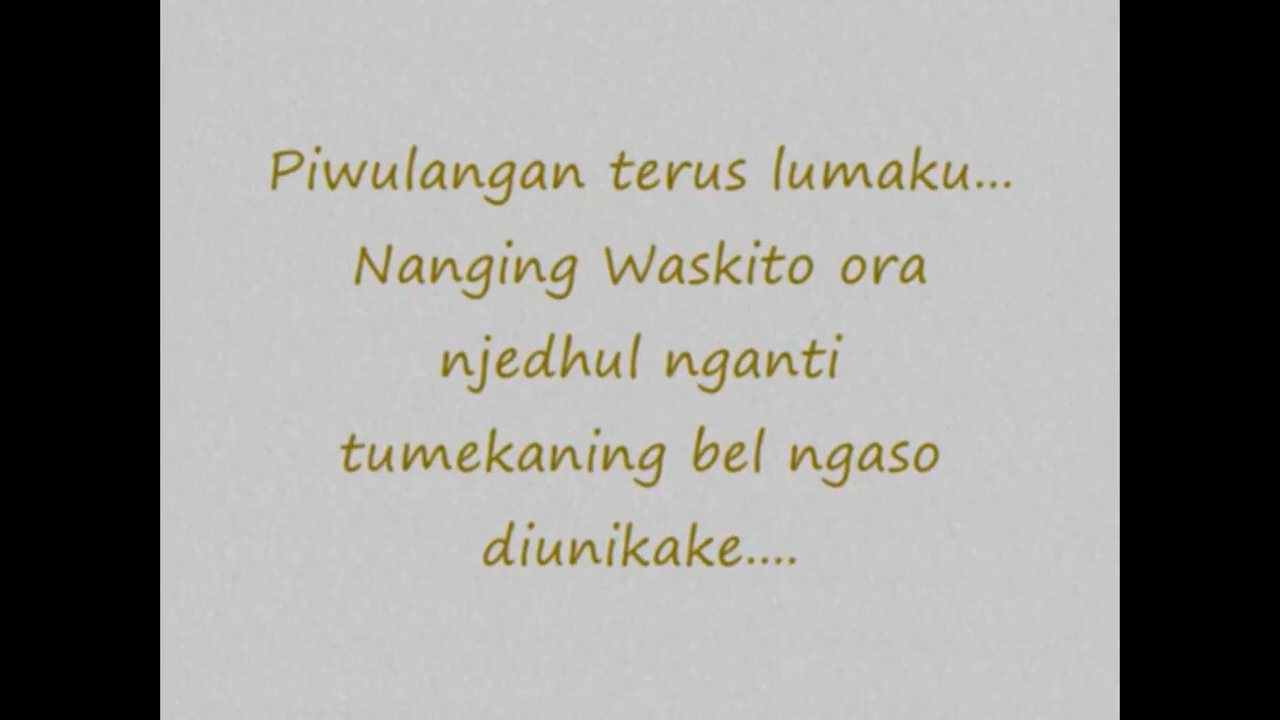 Piwulangan terus lumaku...
Nanging Waskito ora
njedhul nganti
tumekaning bel ngaso
diunikake....